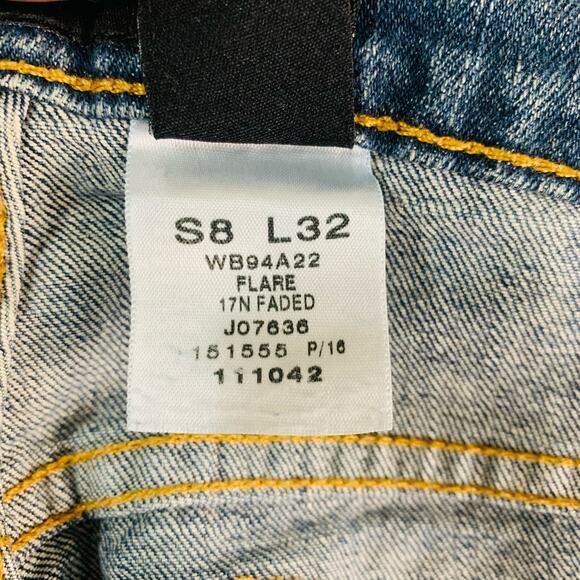 S8 L32
WB94A22
FLARE
17N FADED
J07636
151555 P/16
111042